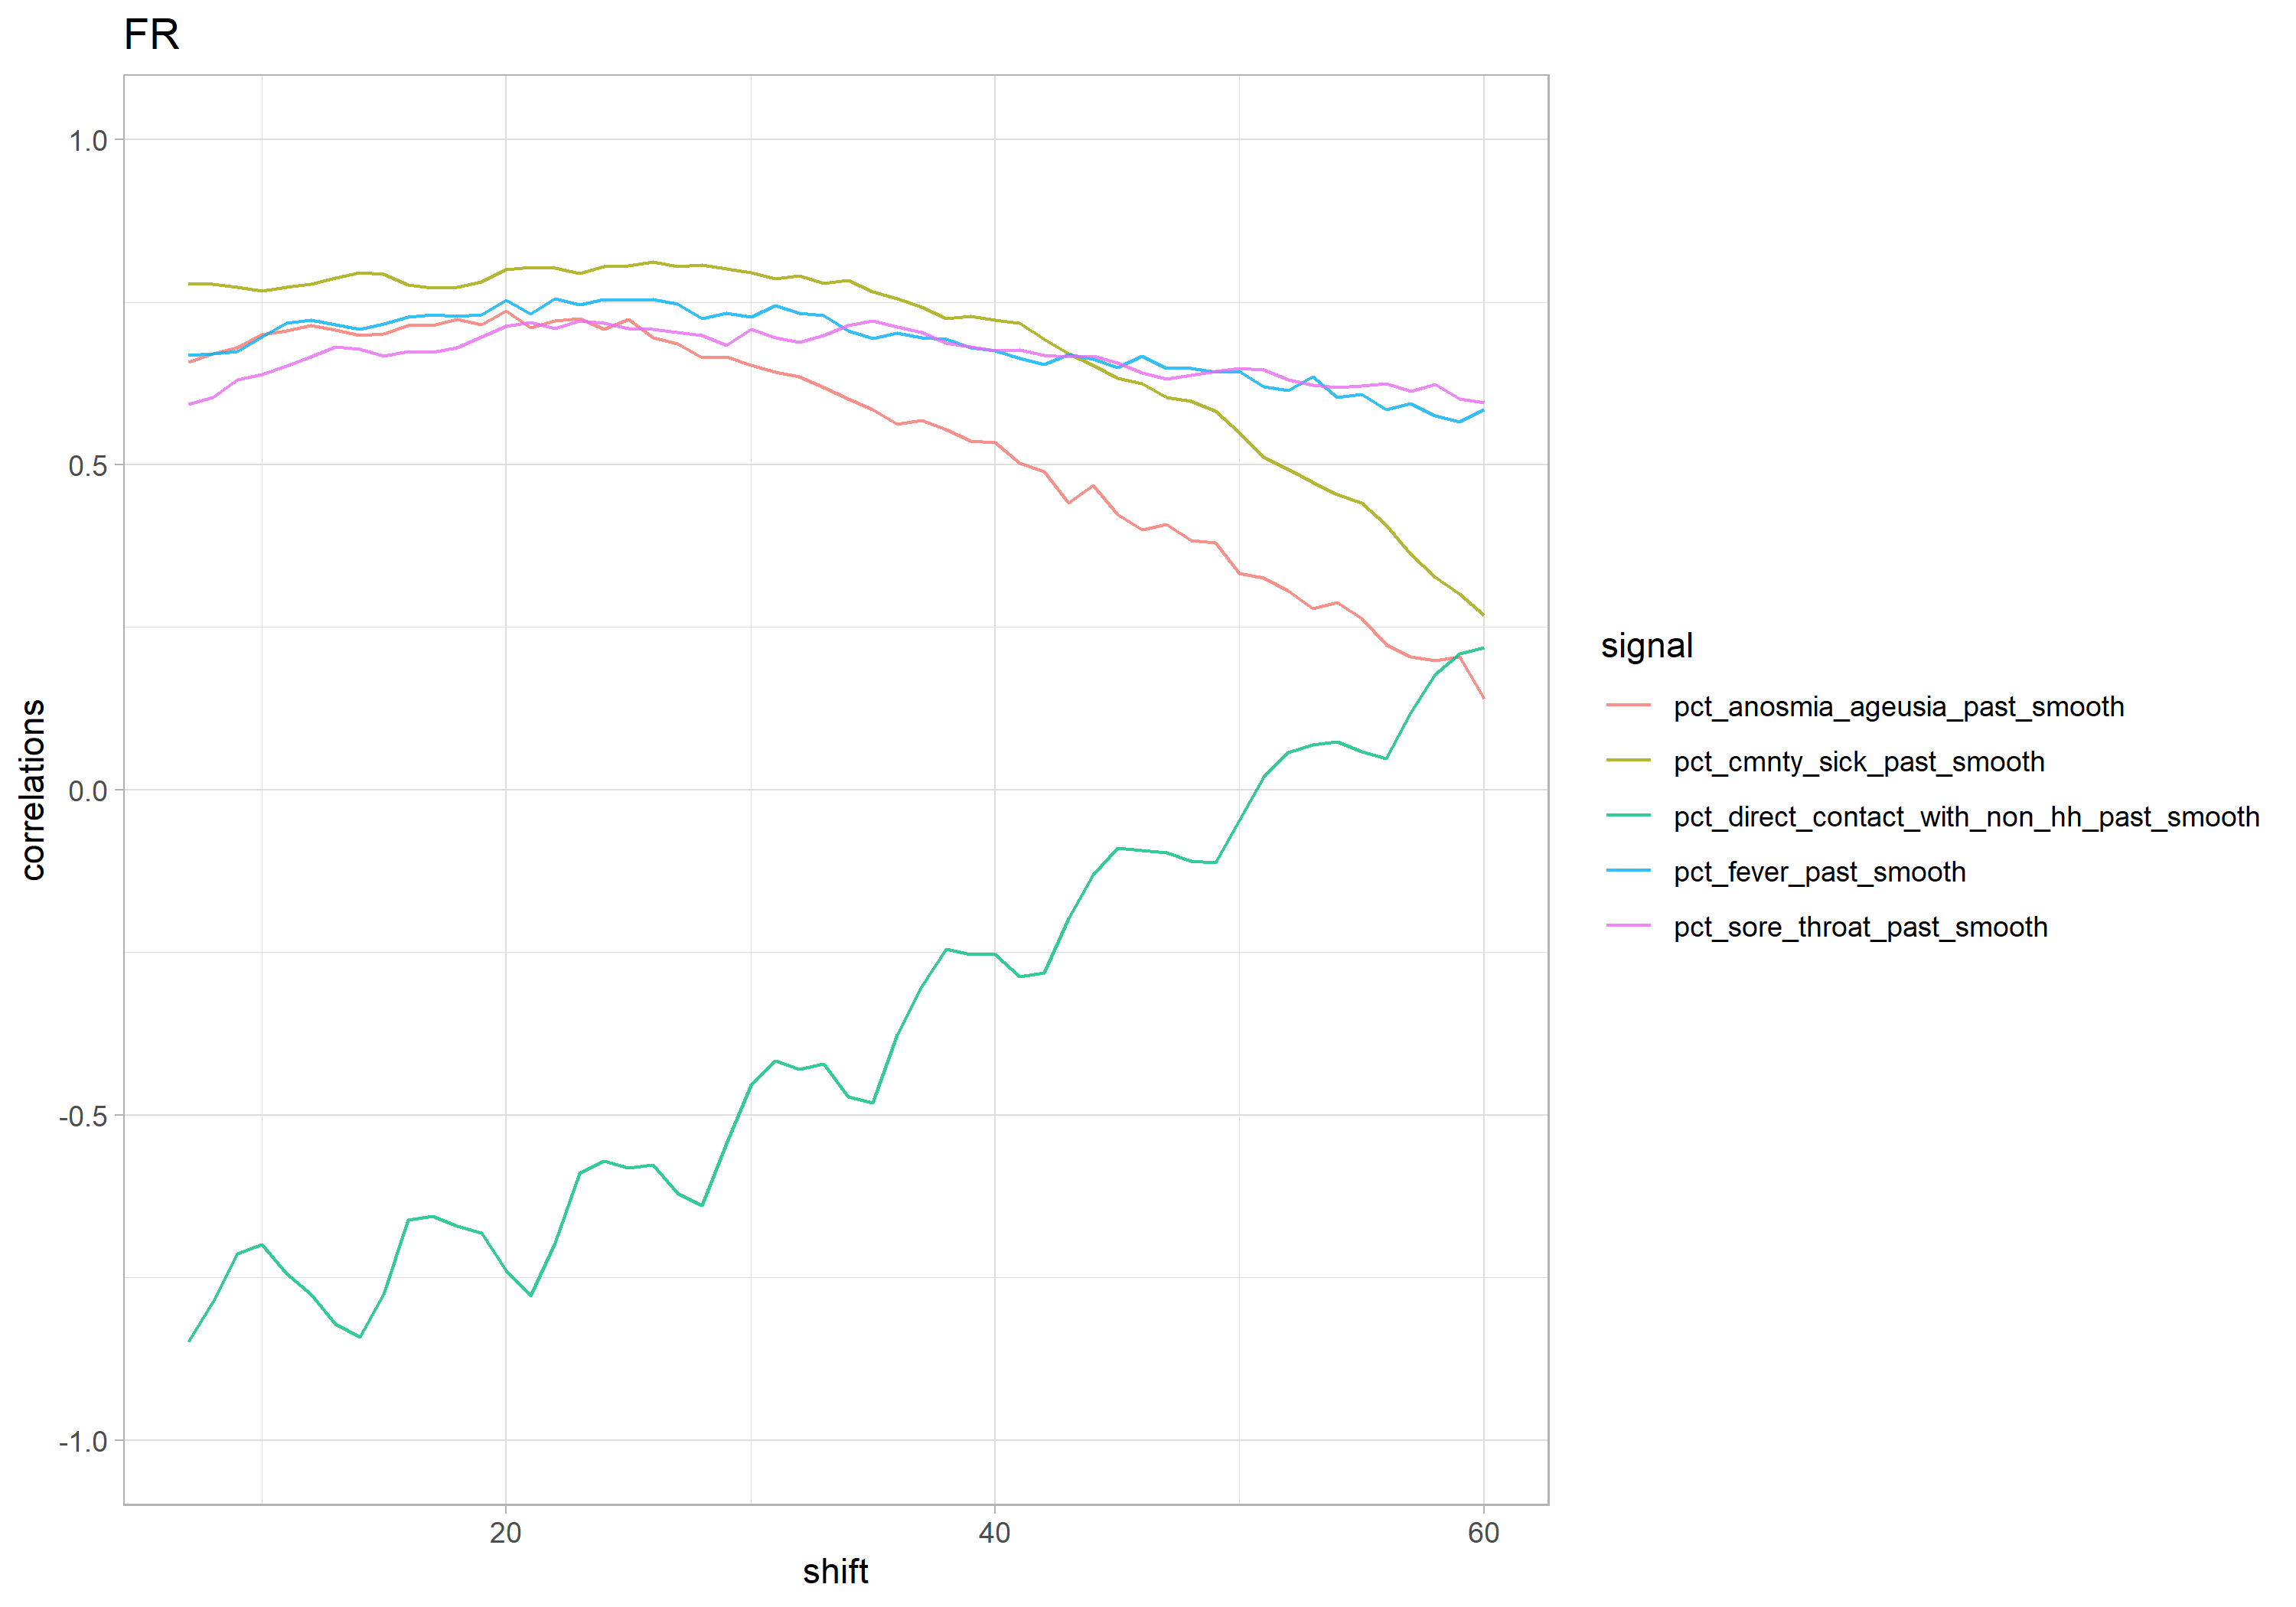 FR
1.0
0.5
0.0
-0.5
-1.0
correlations
20
40
60
shift
signal
pct_anosmia_ageusia_past_smooth
pct_cmnty_sick_past_smooth
pct_direct_contact_with_non_hh_past_smooth
pct_fever_past_smooth
pct_sore_throat_past_smooth